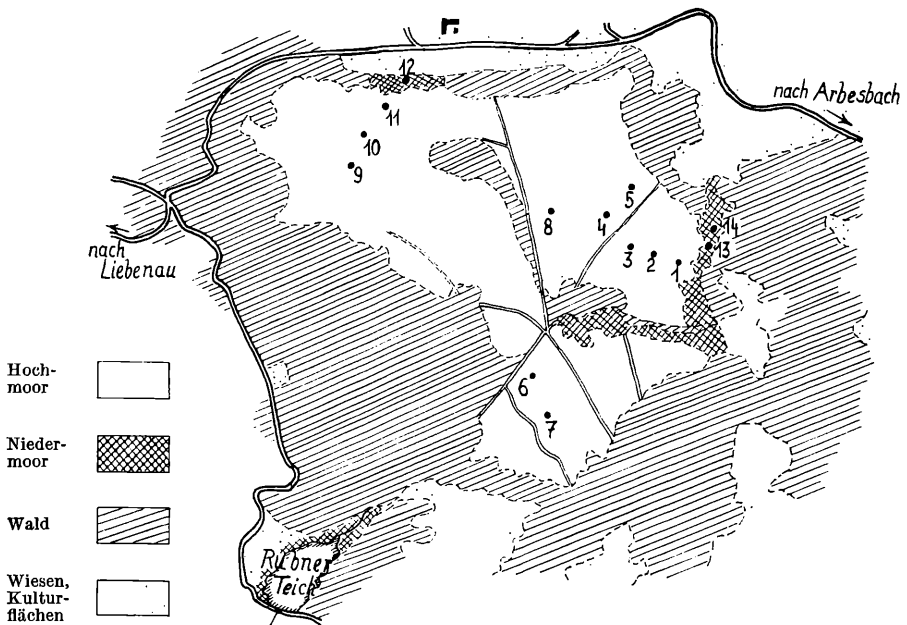 12
nach Arbesbach
11
10
9
5
8
4
14
13
3
2
1
nach
Liebenau
Hoch-
moor
6
7
Nieder-
moor
Wald
Rubner
Teich
Wiesen,
Kultur-
flächen